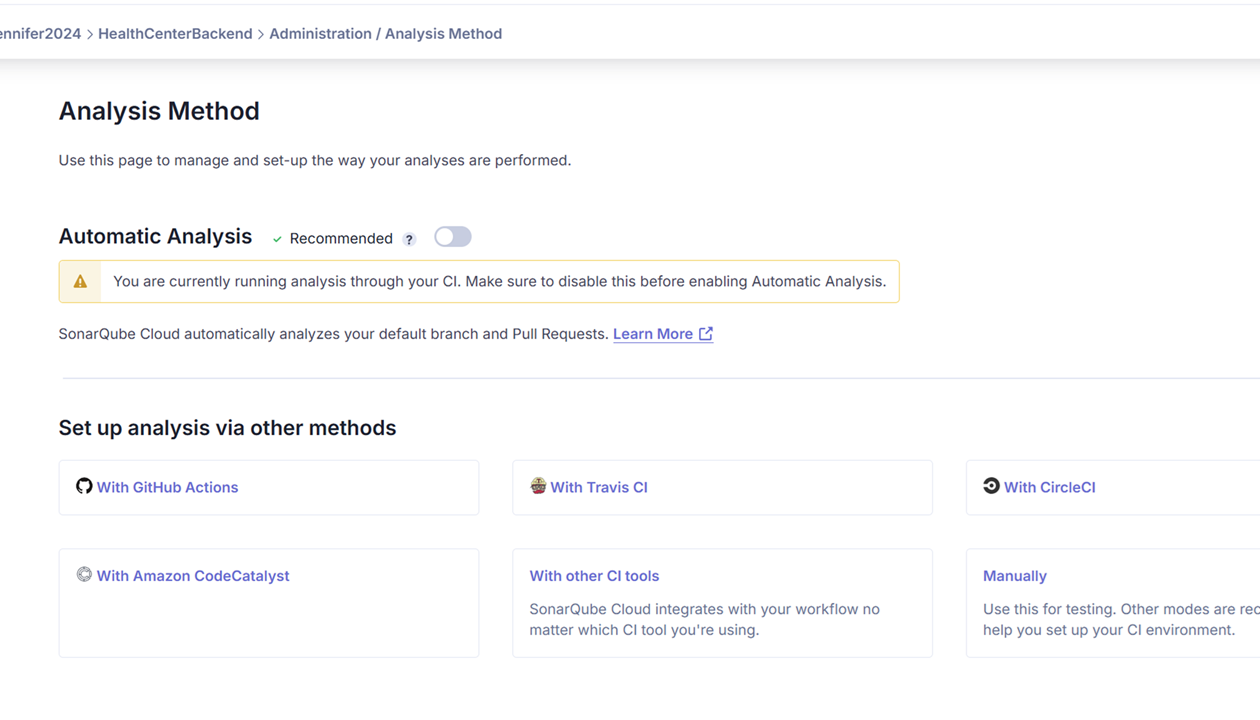 ennifer2024 > HealthCenterBackend > Administration / Analysis Method
Analysis Method
Use this page to manage and set-up the way your analyses are performed.
Automatic Analysis ✓ Recommended ?
You are currently running analysis through your CI. Make sure to disable this before enabling Automatic Analysis.
SonarQube Cloud automatically analyzes your default branch and Pull Requests. Learn More
Set up analysis via other methods
With GitHub Actions
With Travis CI
With CircleCI
With Amazon CodeCatalyst
With other CI tools
SonarQube Cloud integrates with your workflow no
matter which CI tool you're using.
Manually
Use this for testing. Other modes are
help you set up your CI environment.